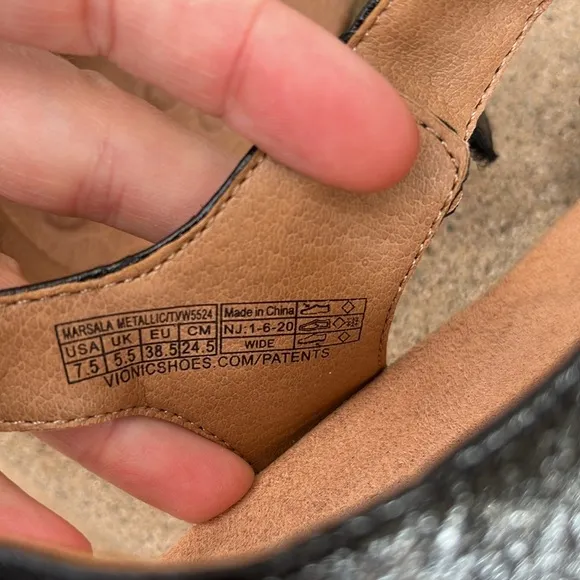 MARSALA METALLIC/TVW5524
USA UK EU CM
7.5 5.5 38.5 24.5
Made in China
NJ:1-6-20
WIDE
VIONICSHOES.COM/PATENTS